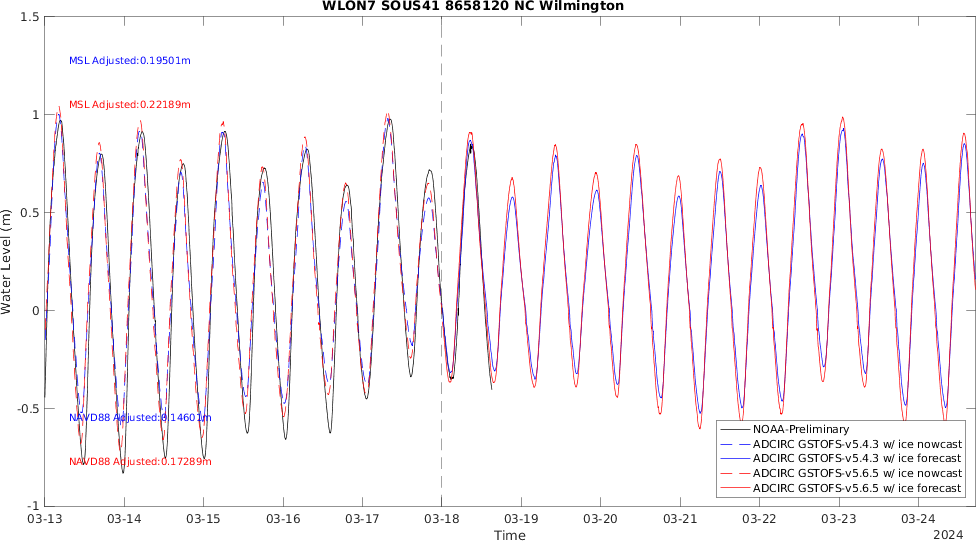 WLON7 SOUS41 8658120 NC Wilmington
1.5
1
0.5
0
-0.5
-1
Water Level (m)
MSL Adjusted:0.19501m
MSL Adjusted:0.22189m
NAVD88 Adjusted:0.14601m
NAVD88 Adjusted:0.17289m
NOAA-Preliminary
ADCIRC GSTOFS-v5.4.3 w/ ice nowcast
ADCIRC GSTOFS-v5.4.3 w/ ice forecast
ADCIRC GSTOFS-v5.6.5 w/ ice nowcast
ADCIRC GSTOFS-v5.6.5 w/ ice forecast
03-13 03-14 03-15 03-16 03-17 03-18 03-19 03-20 03-21 03-22 03-23 03-24
Time
2024